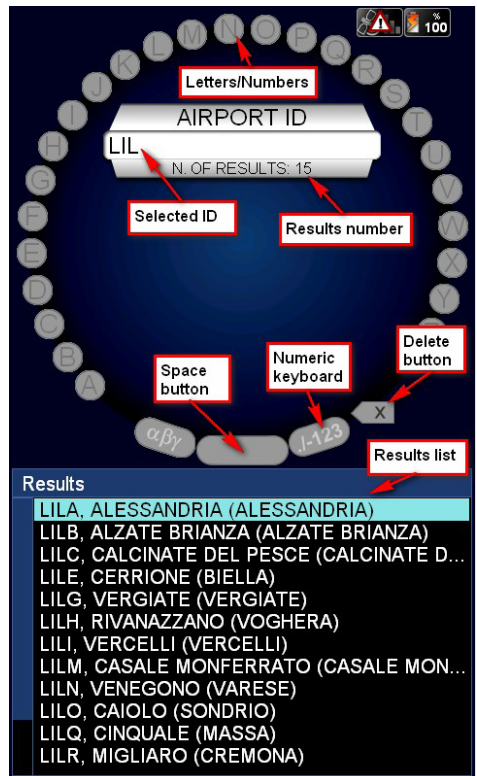 %
100
L M N O P Q R S T U V W X Y
K J I H G F E D C B A
Letters/Numbers
AIRPORT ID
LIL
N. OF RESULTS: 15
Selected ID
Results number
Delete
button
Numeric
keyboard
Space
button
X
αβγ
./-123
Results list
Results
LILA, ALESSANDRIA (ALESSANDRIA)
LILB, ALZATE BRIANZA (ALZATE BRIANZA)
LILC, CALCINATE DEL PESCE (CALCINATE D...
LILE, CERRIONE (BIELLA)
LILG, VERGIATE (VERGIATE)
LILH, RIVANAZZANO (VOGHERA)
LILI, VERCELLI (VERCELLI)
LILM, CASALE MONFERRATO (CASALE MON...
LILN, VENEGONO (VARESE)
LILO, CAIOLO (SONDRIO)
LILQ, CINQUALE (MASSA)
LILR, MIGLIARO (CREMONA)